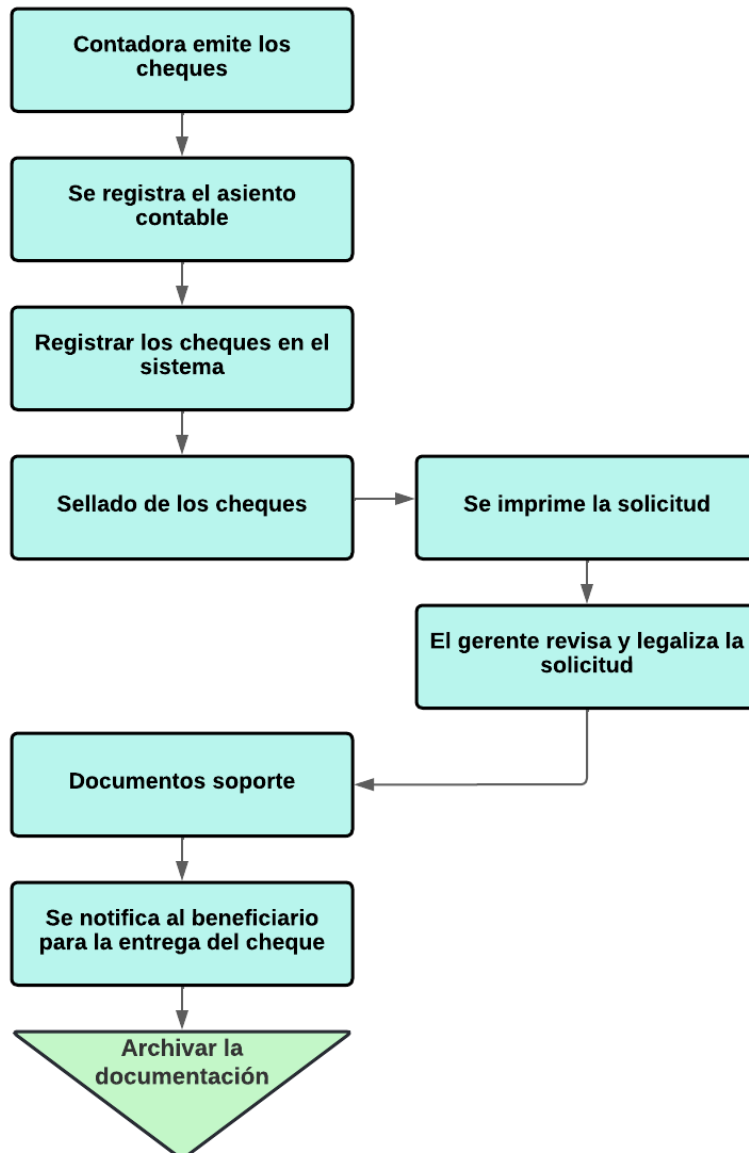 Contadora emite los
cheques
Se registra el asiento
contable
Registrar los cheques en el
sistema
Sellado de los cheques
Se imprime la solicitud
El gerente revisa y legaliza la
solicitud
Documentos soporte
Se notifica al beneficiario
para la entrega del cheque
Archivar la
documentación